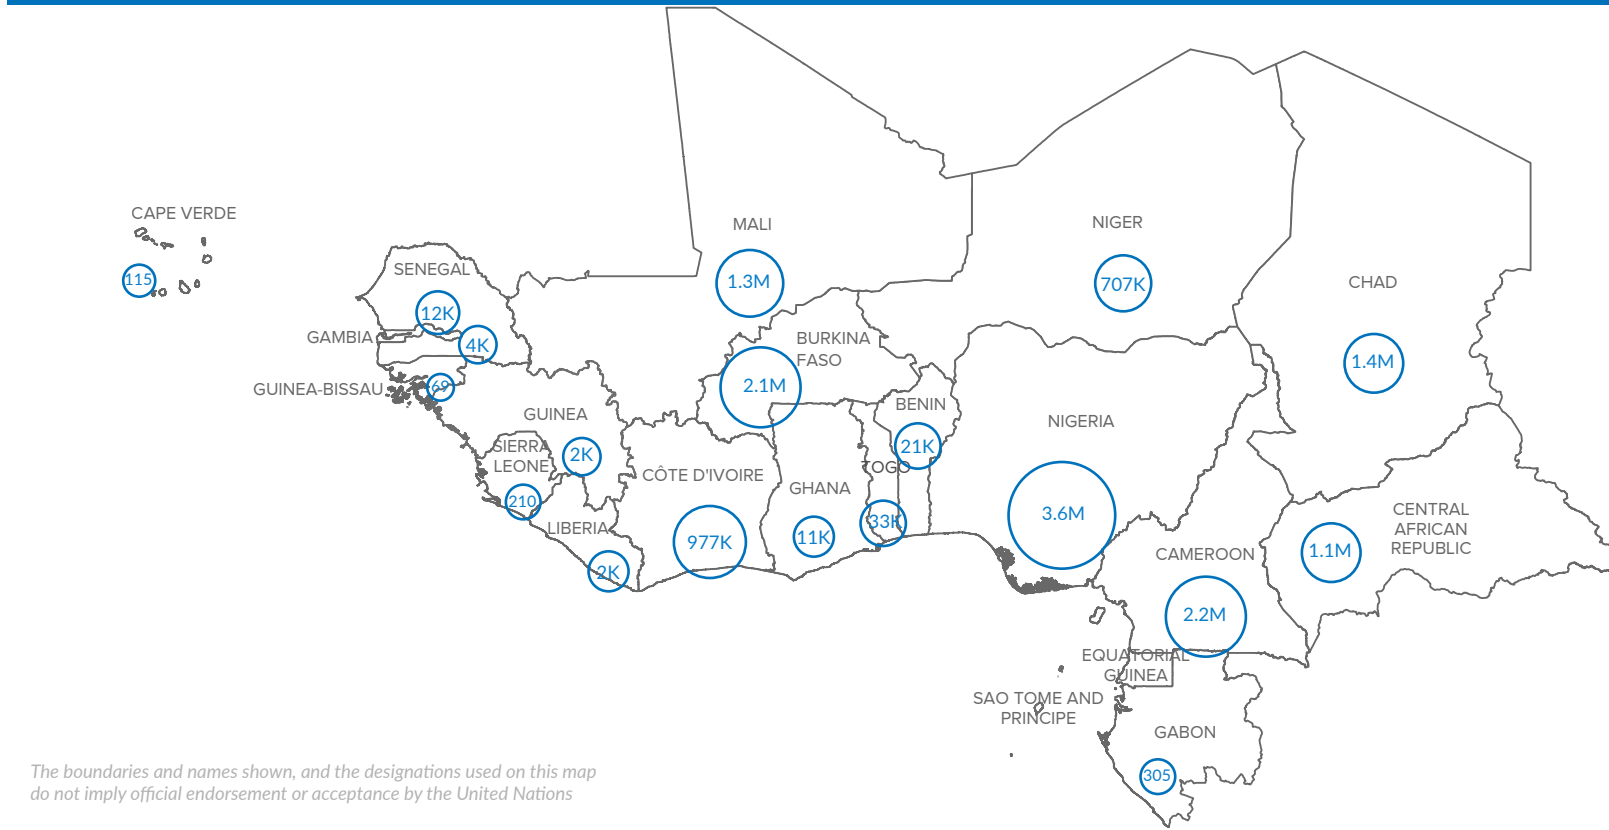 CAPE VERDE
115
MALI
1.3M
NIGER
707K
SENEGAL
12K
CHAD
1.4M
GAMBIA
4K
BURKINA
FASO
2.1M
GUINEA-BISSAU
69
BENIN
21K
GUINEA
2K
NIGERIA
3.6M
SIERRA
LEONE
210
CÔTE D'IVOIRE
977K
TOGO
33K
GHANA
11K
LIBERIA
2K
CENTRAL
AFRICAN
REPUBLIC
1.1M
CAMEROON
2.2M
EQUATORIAL
GUINEA
SAO TOME AND
PRINCIPE
GABON
305
The boundaries and names shown, and the designations used on this map
do not imply official endorsement or acceptance by the United Nations